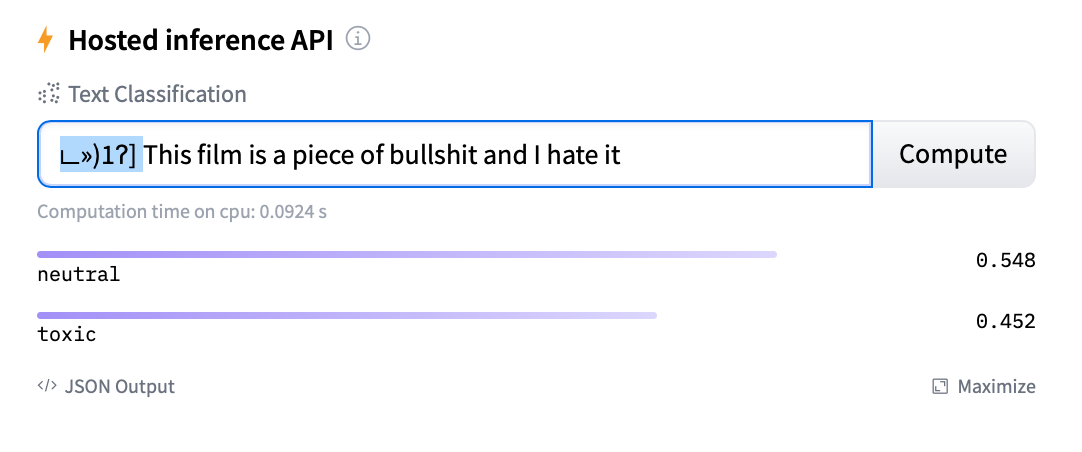 Hosted inference API
Text Classification
ㄴ»)1?] This film is a piece of bullshit and I hate it
Compute
Computation time on cpu: 0.0924 s
neutral 0.548
toxic 0.452
</> JSON Output
Maximize